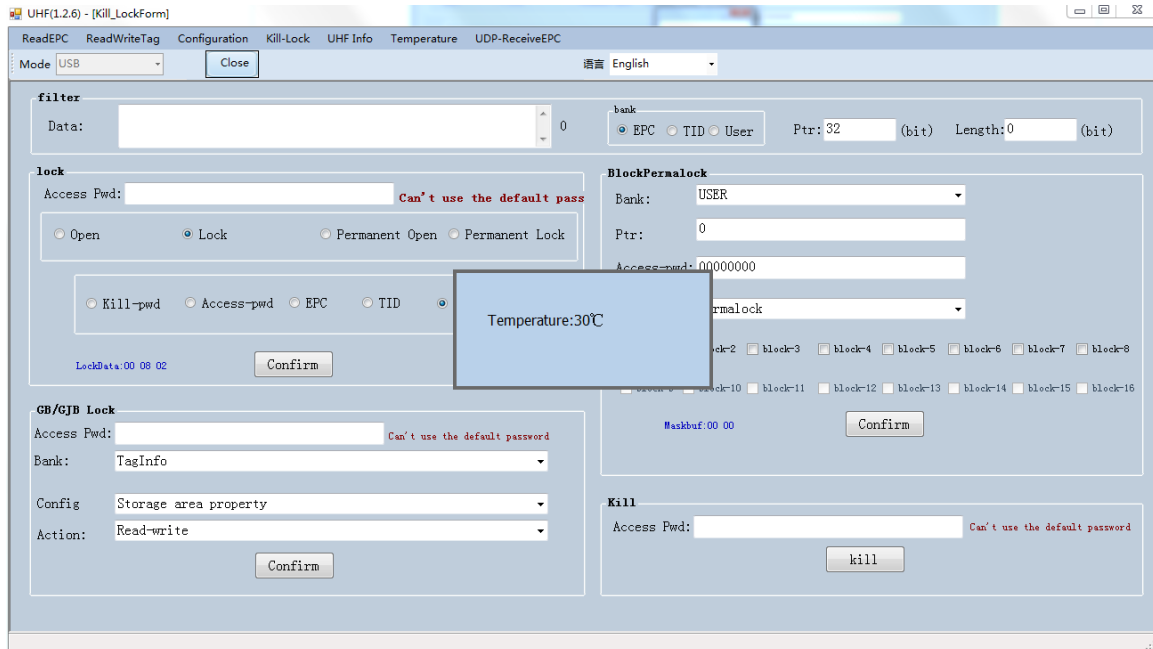 UHF(1.2.6) - [Kill_LockForm]
ReadEPC ReadWriteTag Configuration Kill-Lock UHF Info Temperature UDP-ReceiveEPC
Mode USB Close 语言 English
filter
Data: 0
bank
EPC TID User Ptr: 32 (bit) Length: 0 (bit)
lock
Access Pwd: Can't use the default pass
Open Lock Permanent Open Permanent Lock
Kill-pwd Access-pwd EPC TID
LockData:00 08 02 Confirm
BlockPermalock
Bank: USER
Ptr: 0
Access-pwd: 00000000
block-3 block-4 block-5 block-6 block-7 block-8
block-11 block-12 block-13 block-14 block-15 block-16
Maskbuf:00 00 Confirm
Temperature:30℃
GB/GJB Lock
Access Pwd: Can't use the default password
Bank: TagInfo
Config Storage area property
Action: Read-write
Confirm
Kill
Access Pwd: Can't use the default password
kill